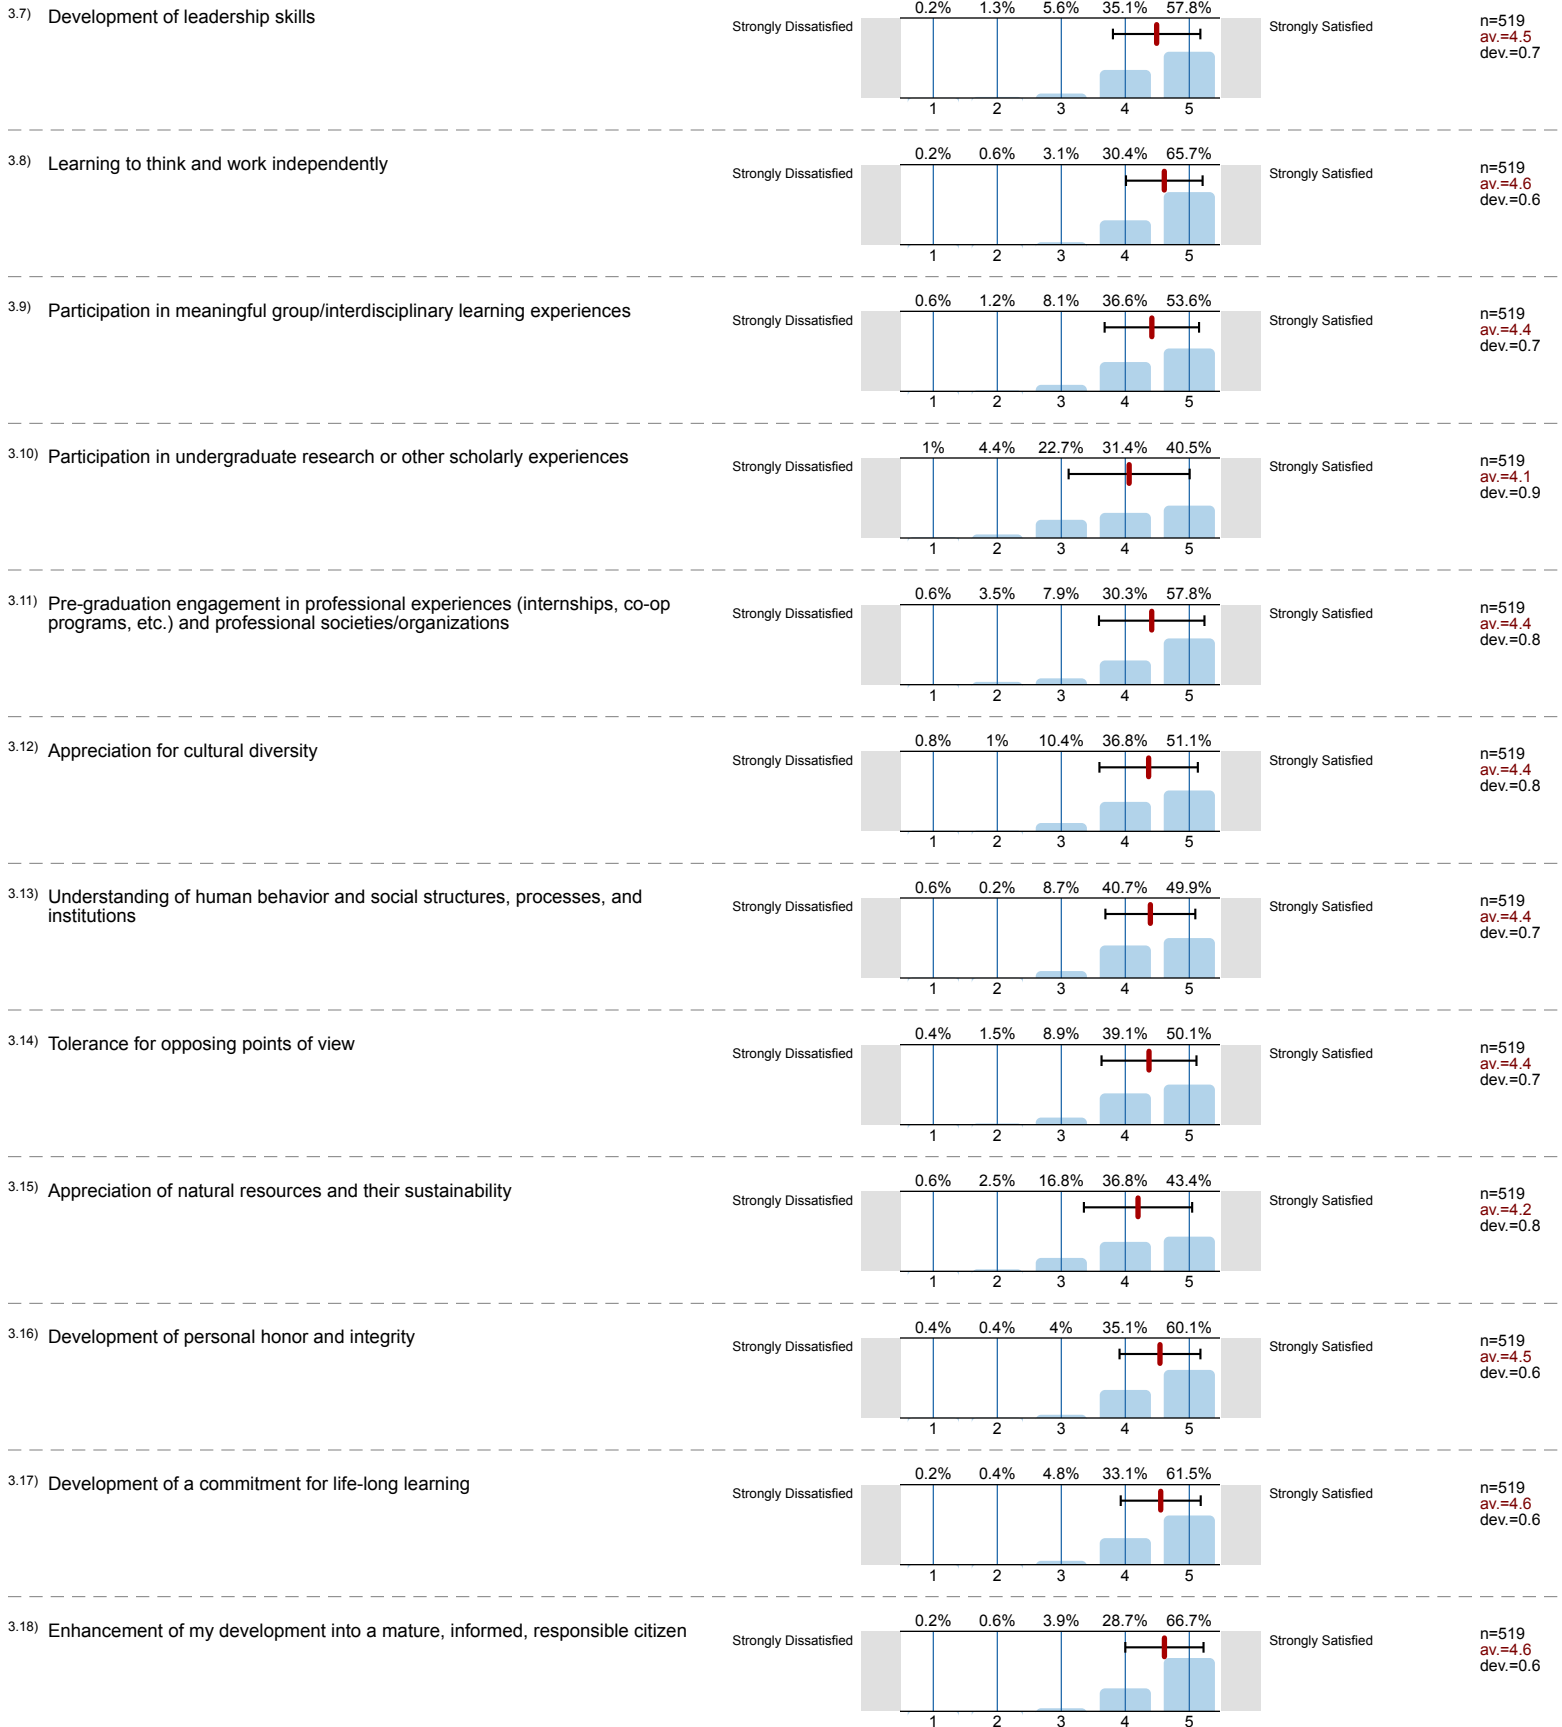 3.7) Development of leadership skills
Strongly Dissatisfied
0.2% 1.3% 5.6% 35.1% 57.8%
1 2 3 4 5
Strongly Satisfied
n=519
av.=4.5
dev.=0.7
3.8) Learning to think and work independently
Strongly Dissatisfied
0.2% 0.6% 3.1% 30.4% 65.7%
1 2 3 4 5
Strongly Satisfied
n=519
av.=4.6
dev.=0.6
3.9) Participation in meaningful group/interdisciplinary learning experiences
Strongly Dissatisfied
0.6% 1.2% 8.1% 36.6% 53.6%
1 2 3 4 5
Strongly Satisfied
n=519
av.=4.4
dev.=0.7
3.10) Participation in undergraduate research or other scholarly experiences
Strongly Dissatisfied
1% 4.4% 22.7% 31.4% 40.5%
1 2 3 4 5
Strongly Satisfied
n=519
av.=4.1
dev.=0.9
3.11) Pre-graduation engagement in professional experiences (internships, co-op
programs, etc.) and professional societies/organizations
Strongly Dissatisfied
0.6% 3.5% 7.9% 30.3% 57.8%
1 2 3 4 5
Strongly Satisfied
n=519
av.=4.4
dev.=0.8
3.12) Appreciation for cultural diversity
Strongly Dissatisfied
0.8% 1% 10.4% 36.8% 51.1%
1 2 3 4 5
Strongly Satisfied
n=519
av.=4.4
dev.=0.8
3.13) Understanding of human behavior and social structures, processes, and
institutions
Strongly Dissatisfied
0.6% 0.2% 8.7% 40.7% 49.9%
1 2 3 4 5
Strongly Satisfied
n=519
av.=4.4
dev.=0.7
3.14) Tolerance for opposing points of view
Strongly Dissatisfied
0.4% 1.5% 8.9% 39.1% 50.1%
1 2 3 4 5
Strongly Satisfied
n=519
av.=4.4
dev.=0.7
3.15) Appreciation of natural resources and their sustainability
Strongly Dissatisfied
0.6% 2.5% 16.8% 36.8% 43.4%
1 2 3 4 5
Strongly Satisfied
n=519
av.=4.2
dev.=0.8
3.16) Development of personal honor and integrity
Strongly Dissatisfied
0.4% 0.4% 4% 35.1% 60.1%
1 2 3 4 5
Strongly Satisfied
n=519
av.=4.5
dev.=0.6
3.17) Development of a commitment for life-long learning
Strongly Dissatisfied
0.2% 0.4% 4.8% 33.1% 61.5%
1 2 3 4 5
Strongly Satisfied
n=519
av.=4.6
dev.=0.6
3.18) Enhancement of my development into a mature, informed, responsible citizen
Strongly Dissatisfied
0.2% 0.6% 3.9% 28.7% 66.7%
1 2 3 4 5
Strongly Satisfied
n=519
av.=4.6
dev.=0.6